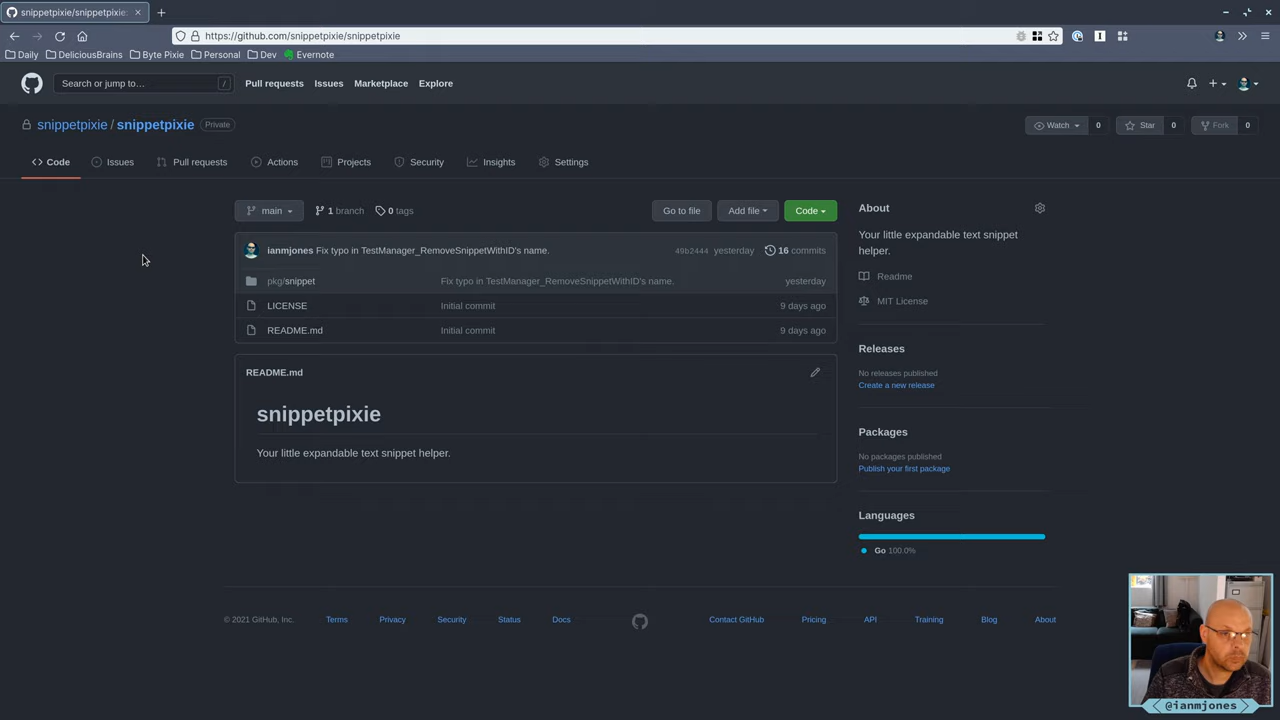 snippetpixie/snippetpixie:
https://github.com/snippetpixie/snippetpixie
Daily
DeliciousBrains
Byte Pixie
Personal
Dev
Evernote
Search or jump to…
/
Pull requests
Issues
Marketplace
Explore
snippetpixie / snippetpixie
Private
Watch
0
Star
0
Fork
0
Code
Issues
Pull requests
Actions
Projects
Security
Insights
Settings
main
1 branch
0 tags
Go to file
Add file
Code
ianmjones Fix typo in TestManager_RemoveSnippetWithID's name.
49b2444 yesterday
16 commits
pkg/snippet
Fix typo in TestManager_RemoveSnippetWithID's name.
yesterday
LICENSE
Initial commit
9 days ago
README.md
Initial commit
9 days ago
README.md
snippetpixie
Your little expandable text snippet helper.
About
Your little expandable text snippet
helper.
Readme
MIT License
Releases
No releases published
Create a new release
Packages
No packages published
Publish your first package
Languages
Go 100.0%
© 2021 GitHub, Inc.
Terms
Privacy
Security
Status
Docs
Contact GitHub
Pricing
API
Training
Blog
About
@ianmjones